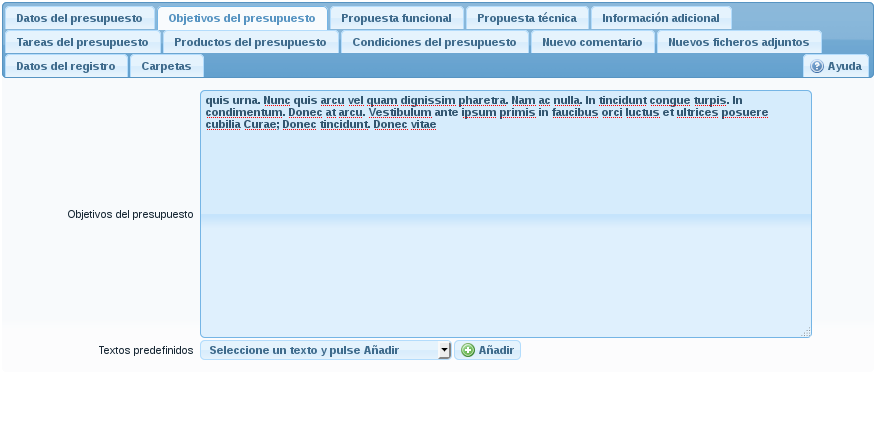 Datos del presupuesto Objetivos del presupuesto Propuesta funcional Propuesta técnica Información adicional
Tareas del presupuesto Productos del presupuesto Condiciones del presupuesto Nuevo comentario Nuevos ficheros adjuntos
Datos del registro Carpetas Ayuda
quis urna. Nunc quis arcu vel quam dignissim pharetra. Nam ac nulla. In tincidunt congue turpis. In
condimentum. Donec at arcu. Vestibulum ante ipsum primis in faucibus orci luctus et ultrices posuere
cubilia Curae; Donec tincidunt. Donec vitae
Objetivos del presupuesto
Textos predefinidos Seleccione un texto y pulse Añadir Añadir